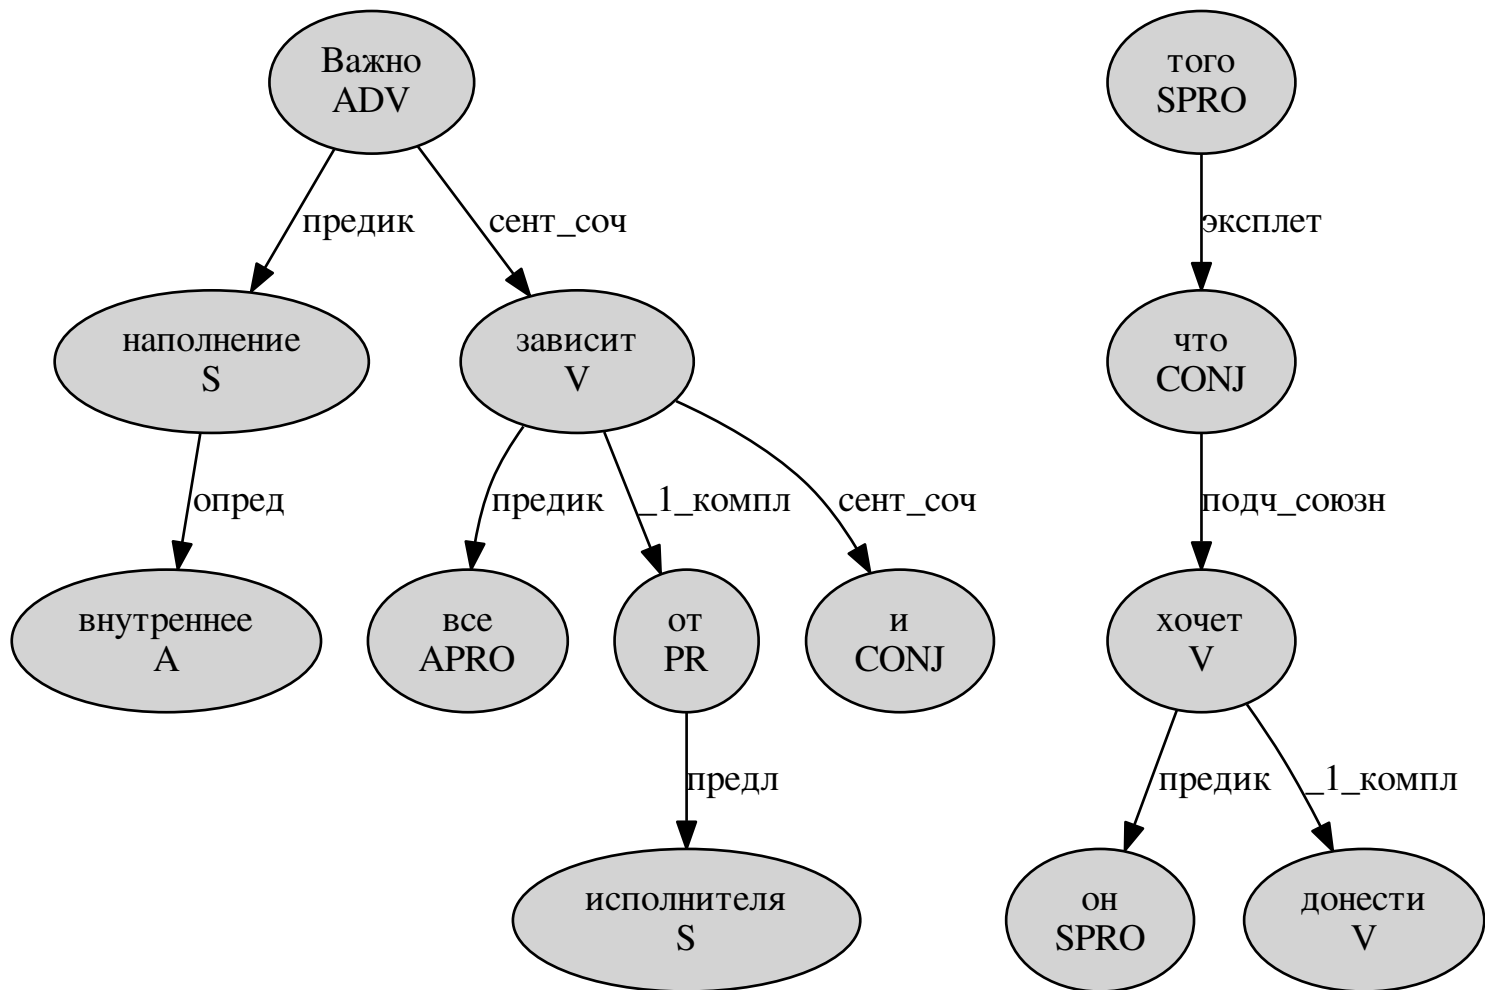 Важно
ADV
того
SPRO
предик
сент_соч
эксплет
наполнение
S
зависит
V
что
CONJ
опред
предик
_1_компл
сент_соч
подч_союзн
внутреннее
A
все
APRO
от
PR
и
CONJ
хочет
V
предл
предик
_1_компл
исполнителя
S
он
SPRO
донести
V